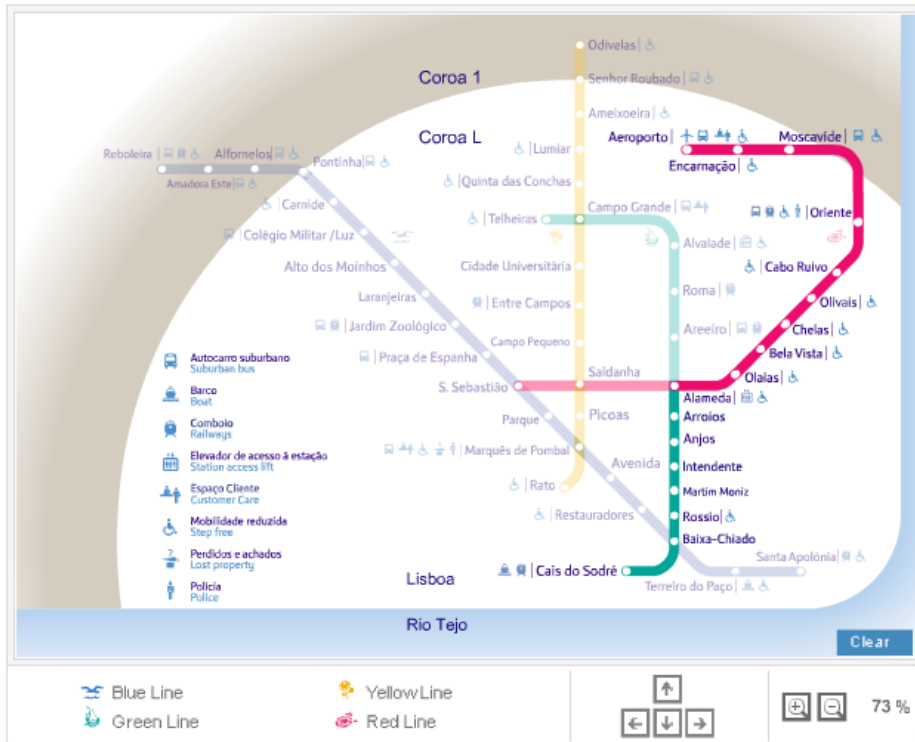 Odivelas
Coroa 1
Senhor Roubado
Ameixoeira
Coroa L
Aeroporto
Moscavide
Reboleira
Alfornelos
Pontinha
Lumiar
Encarnação
Amadora Este
Quinta das Conchas
Carnide
Campo Grande
Oriente
Telheiras
Colégio Militar /Luz
Alvalade
Alto dos Moinhos
Cidade Universitária
Cabo Ruivo
Laranjeiras
Entre Campos
Roma
Olivais
Jardim Zoológico
Areeiro
Chelas
Campo Pequeno
Praça de Espanha
Bela Vista
Saldanha
Olaias
S. Sebastião
Alameda
Parque
Picoas
Arroios
Anjos
Marquês de Pombal
Avenida
Intendente
Rato
Martim Moniz
Restauradores
Rossio
Baixa-Chiado
Santa Apolónia
Cais do Sodré
Terreiro do Paço
Autocarro suburbano
Suburban bus
Barco
Boat
Comboio
Railways
Elevador de acesso à estação
Station access lift
Espaço Cliente
Customer Care
Mobilidade reduzida
Step free
Perdidos e achados
Lost property
Polícia
Police
Lisboa
Rio Tejo
Clear
Blue Line
Yellow Line
Green Line
Red Line
73 %